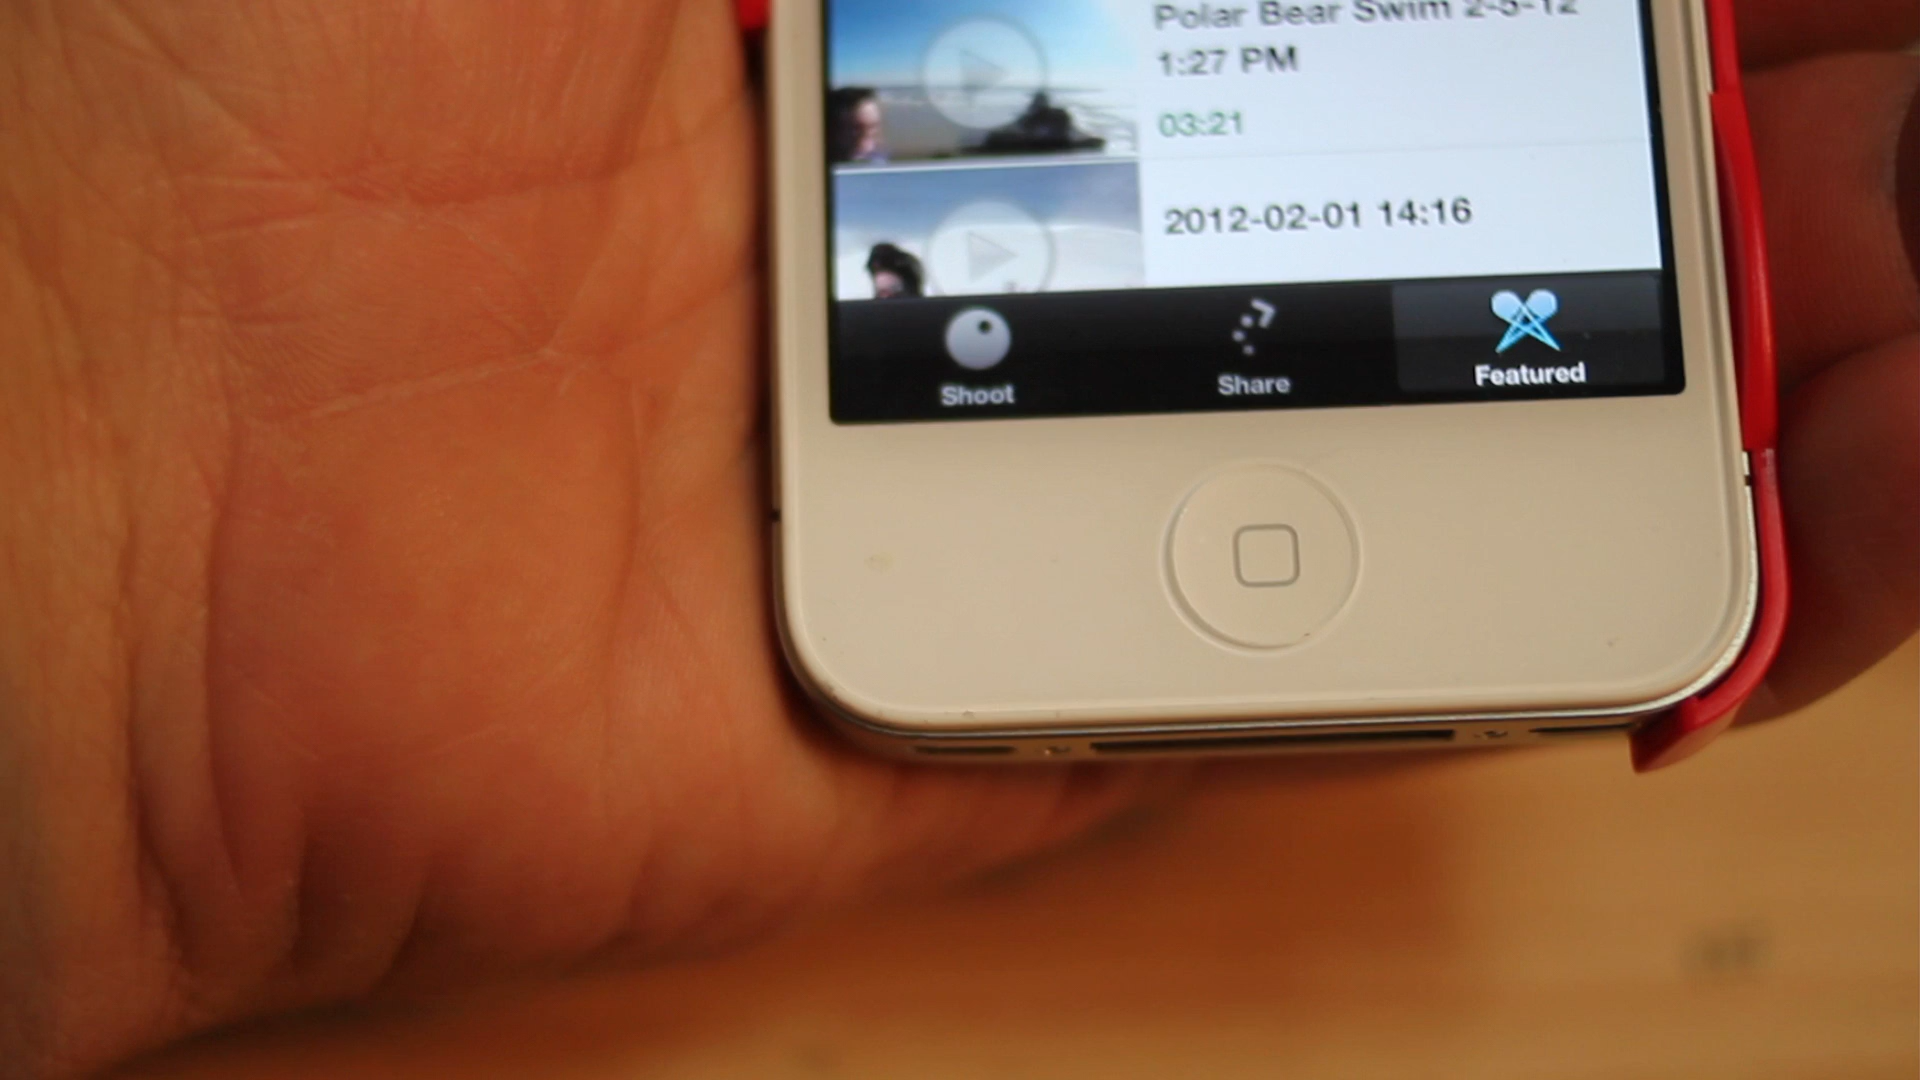 Polar Bear Swim 2-5-12
1:27 PM
03:21
2012-02-01 14:16
Shoot
Share
Featured